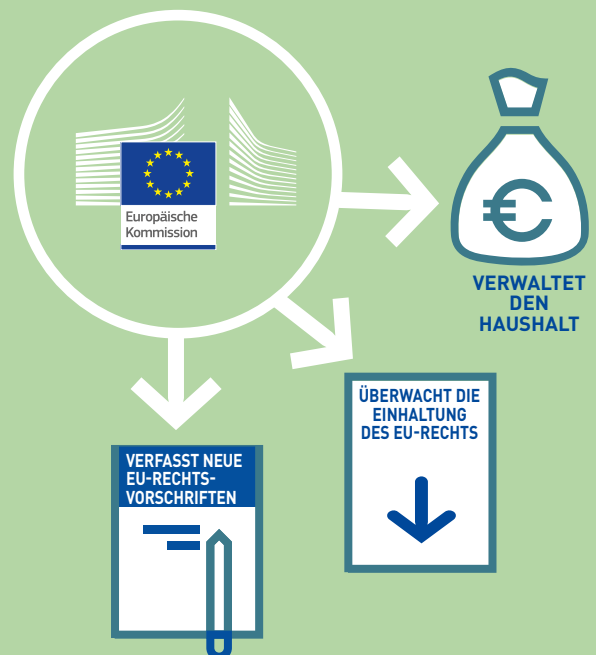 Europäische
Kommission
€
VERWALTET
DEN
HAUSHALT
ÜBERWACHT DIE
EINHALTUNG
DES EU-RECHTS
VERFASST NEUE
EU-RECHTS-
VORSCHRIFTEN